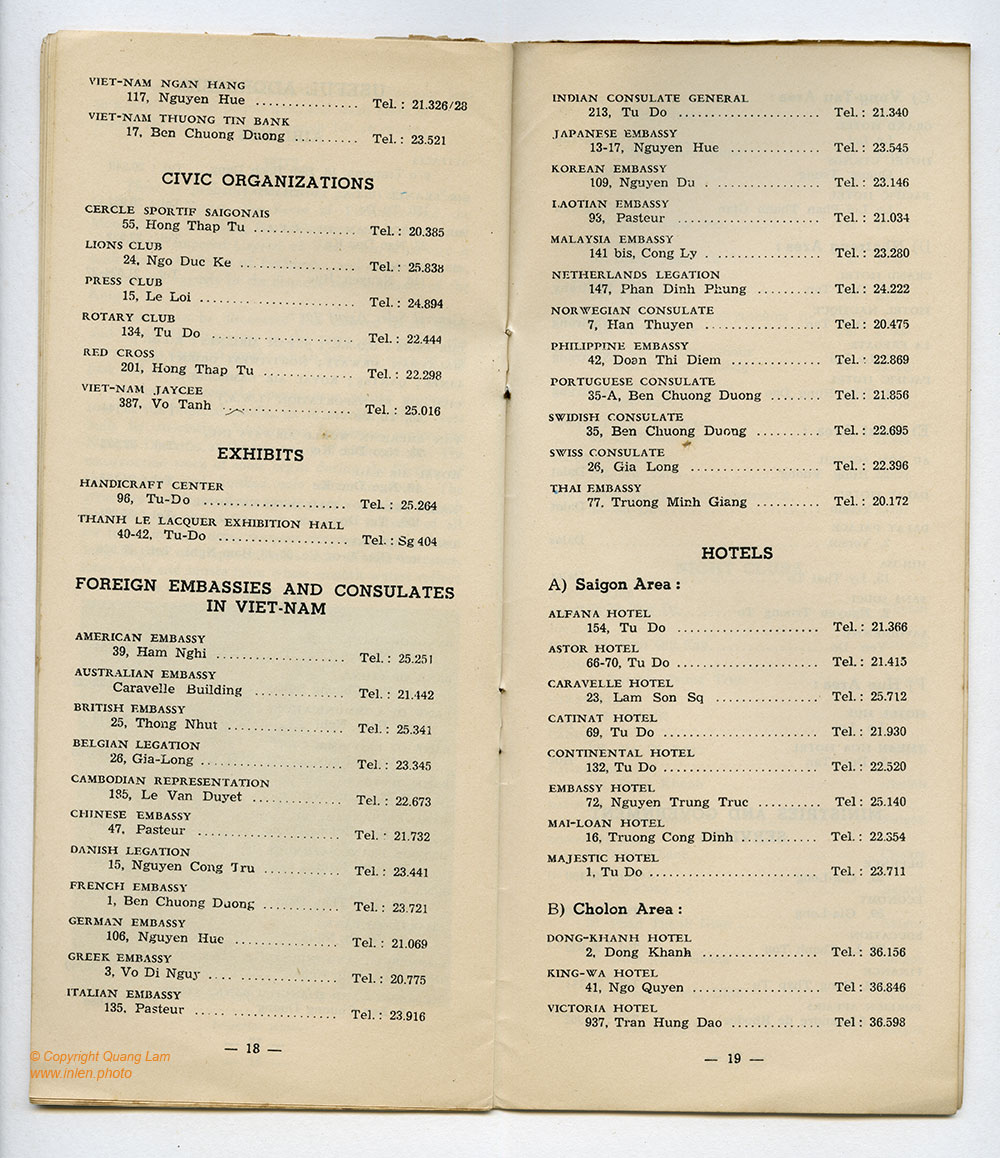 VIET-NAM NGAN HANG
117, Nguyen Hue ................ Tel. : 21.326/28
VIET-NAM THUONG TIN BANK
17, Ben Chuong Duong .......... Tel. : 23.521
CIVIC ORGANIZATIONS
CERCLE SPORTIF SAIGONAIS
55, Hong Thap Tu ................ Tel. : 20.385
LIONS CLUB
24, Ngo Duc Ke .................. Tel. : 25.838
PRESS CLUB
15, Le Loi ........................ Tel. : 24.894
ROTARY CLUB
134, Tu Do ...................... Tel. : 22.444
RED CROSS
201, Hong Thap Tu .............. Tel. : 22.298
VIET-NAM JAYCEE
387, Vo Tanh .................... Tel. : 25.016
EXHIBITS
HANDICRAFT CENTER
96, Tu-Do ...................... Tel. : 25.264
THANH LE LACQUER EXHIBITION HALL
40-42, Tu-Do .................... Tel. : Sg 404
FOREIGN EMBASSIES AND CONSULATES
IN VIET-NAM
AMERICAN EMBASSY
39, Ham Nghi .................... Tel. : 25.251
AUSTRALIAN EMBASSY
Caravelle Building .............. Tel. : 21.442
BRITISH EMBASSY
25, Thong Nhut .................. Tel. : 25.341
BELGIAN LEGATION
26, Gia-Long ...................... Tel. : 23.345
CAMBODIAN REPRESENTATION
185, Le Van Duyet .............. Tel. : 22.673
CHINESE EMBASSY
47, Pasteur ...................... Tel. : 21.732
DANISH LEGATION
15, Nguyen Cong Tru ............ Tel. : 23.441
FRENCH EMBASSY
1, Ben Chuong Duong ............ Tel. : 23.721
GERMAN EMBASSY
106, Nguyen Hue ................ Tel. : 21.069
GREEK EMBASSY
3, Vo Di Nguy .................... Tel. : 20.775
ITALIAN EMBASSY
135, Pasteur ...................... Tel. : 23.916
— 18 —
INDIAN CONSULATE GENERAL
213, Tu Do ...................... Tel. : 21.340
JAPANESE EMBASSY
13-17, Nguyen Hue .............. Tel. : 23.545
KOREAN EMBASSY
109, Nguyen Du .................. Tel. : 23.146
LAOTIAN EMBASSY
93, Pasteur ...................... Tel. : 21.034
MALAYSIA EMBASSY
141 bis, Cong Ly .................. Tel. : 23.280
NETHERLANDS LEGATION
147, Phan Dinh Phung .......... Tel. : 24.222
NORWEGIAN CONSULATE
7, Han Thuyen .................. Tel. : 20.475
PHILIPPINE EMBASSY
42, Doan Thi Diem .............. Tel. : 22.869
PORTUGUESE CONSULATE
35-A, Ben Chuong Duong ........ Tel. : 21.856
SWIDISH CONSULATE
35, Ben Chuong Duong .......... Tel. : 22.695
SWISS CONSULATE
26, Gia Long .................... Tel. : 22.396
THAI EMBASSY
77, Truong Minh Giang .......... Tel. : 20.172
HOTELS
A) Saigon Area :
ALFANA HOTEL
154, Tu Do ...................... Tel. : 21.366
ASTOR HOTEL
66-70, Tu Do ...................... Tel. : 21.415
CARAVELLE HOTEL
23, Lam Son Sq ................ Tel. : 25.712
CATINAT HOTEL
69, Tu Do ........................ Tel. : 21.930
CONTINENTAL HOTEL
132, Tu Do ........................ Tel. : 22.520
EMBASSY HOTEL
72, Nguyen Trung Truc .......... Tel : 25.140
MAI-LOAN HOTEL
16, Truong Cong Dinh ............ Tel. : 22.354
MAJESTIC HOTEL
1, Tu Do .......................... Tel. : 23.711
B) Cholon Area :
DONG-KHANH HOTEL
2, Dong Khanh .................. Tel. : 36.156
KING-WA HOTEL
41, Ngo Quyen .................... Tel : 36.846
VICTORIA HOTEL
937, Tran Hung Dao .............. Tel : 36.598
— 19 —
© Copyright Quang Lam
www.inlen.photo